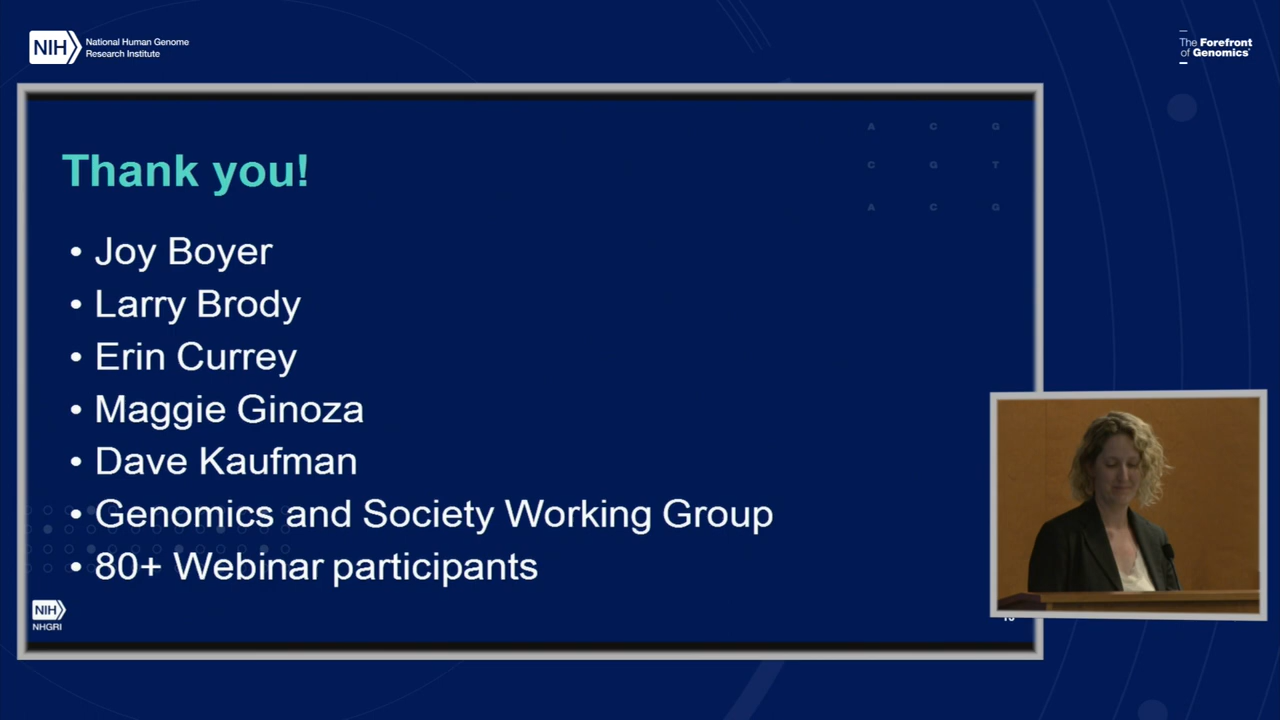 NIH National Human Genome
Research Institute
The Forefront
of Genomics®
A C G
C G T
A C G
Thank you!
• Joy Boyer
• Larry Brody
• Erin Currey
• Maggie Ginoza
• Dave Kaufman
• Genomics and Society Working Group
• 80+ Webinar participants
NIH
NHGRI